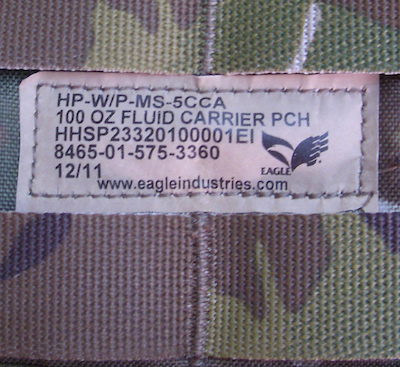 HP-W/P-MS-5CCA
100 OZ FLUID CARRIER PCH
HHSP23320100001EI
8465-01-575-3360
12/11
EAGLE
www.eagleindustries.com